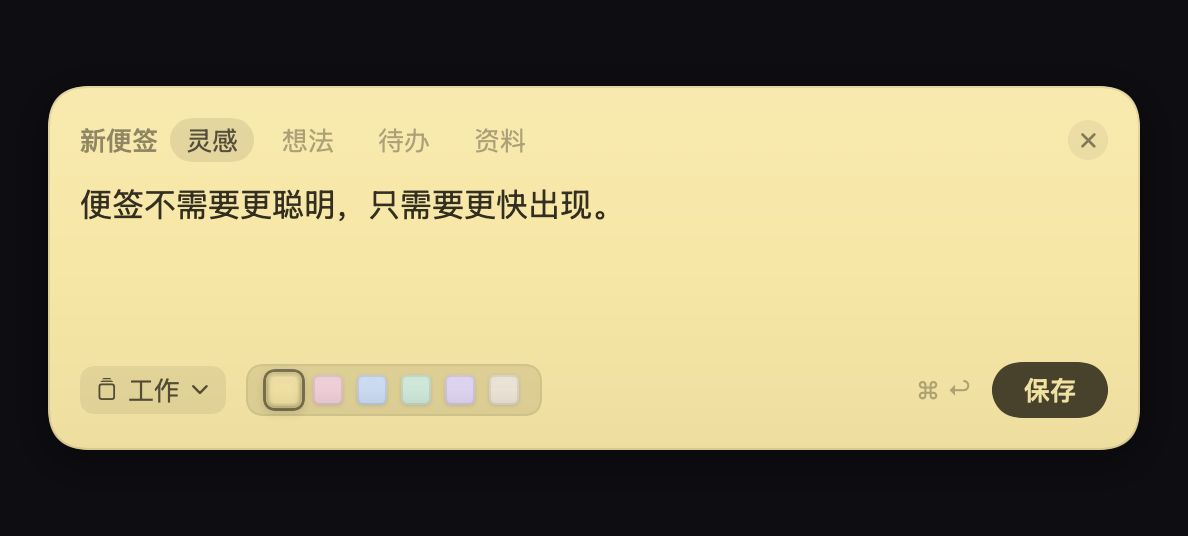 新便签 灵感 想法 待办 资料
便签不需要更聪明，只需要更快出现。
工作 ⌘ ↩ 保存